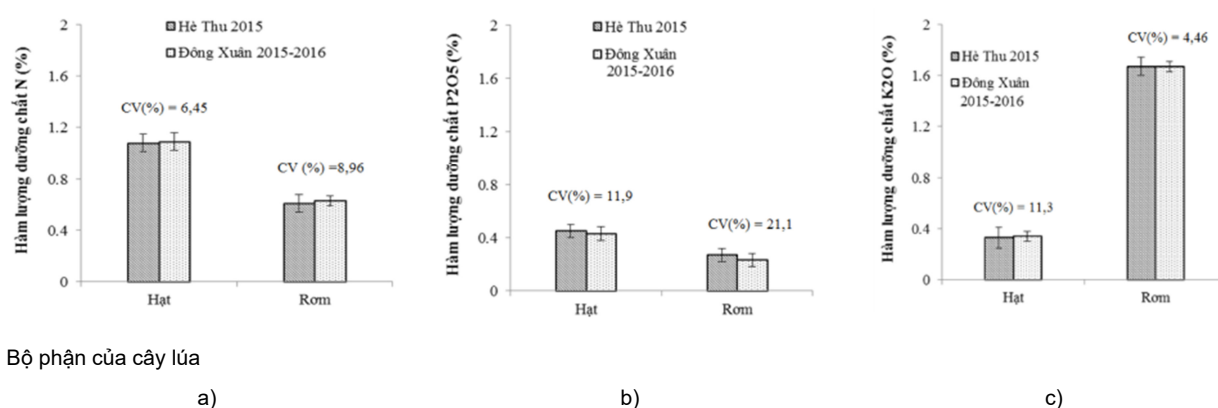 Hàm lượng dưỡng chất N (%)
2
1.6
1.2
0.8
0.4
0
Hè Thu 2015
Đông Xuân 2015-2016
CV(%) = 6,45
CV (%) =8,96
Hạt
Rơm
Hàm lượng dưỡng chất P2O5 (%)
2
1.6
1.2
0.8
0.4
0
Hè Thu 2015
Đông Xuân
2015-2016
CV(%) = 11,9
CV(%) = 21,1
Hạt
Rơm
Hàm lượng dưỡng chất K2O (%)
2
1.6
1.2
0.8
0.4
0
CV(%) = 4,46
Hè Thu 2015
Đông Xuân
2015-2016
CV(%) = 11,3
Hạt
Rơm
Bộ phận của cây lúa
a)
b)
c)